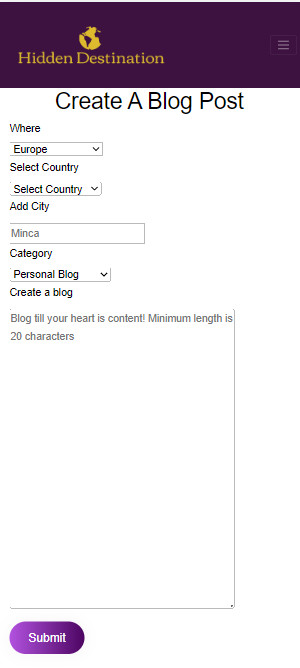 Hidden Destination
Create A Blog Post
Where
Europe
Select Country
Select Country
Add City
Minca
Category
Personal Blog
Create a blog
Blog till your heart is content! Minimum length is
20 characters
Submit